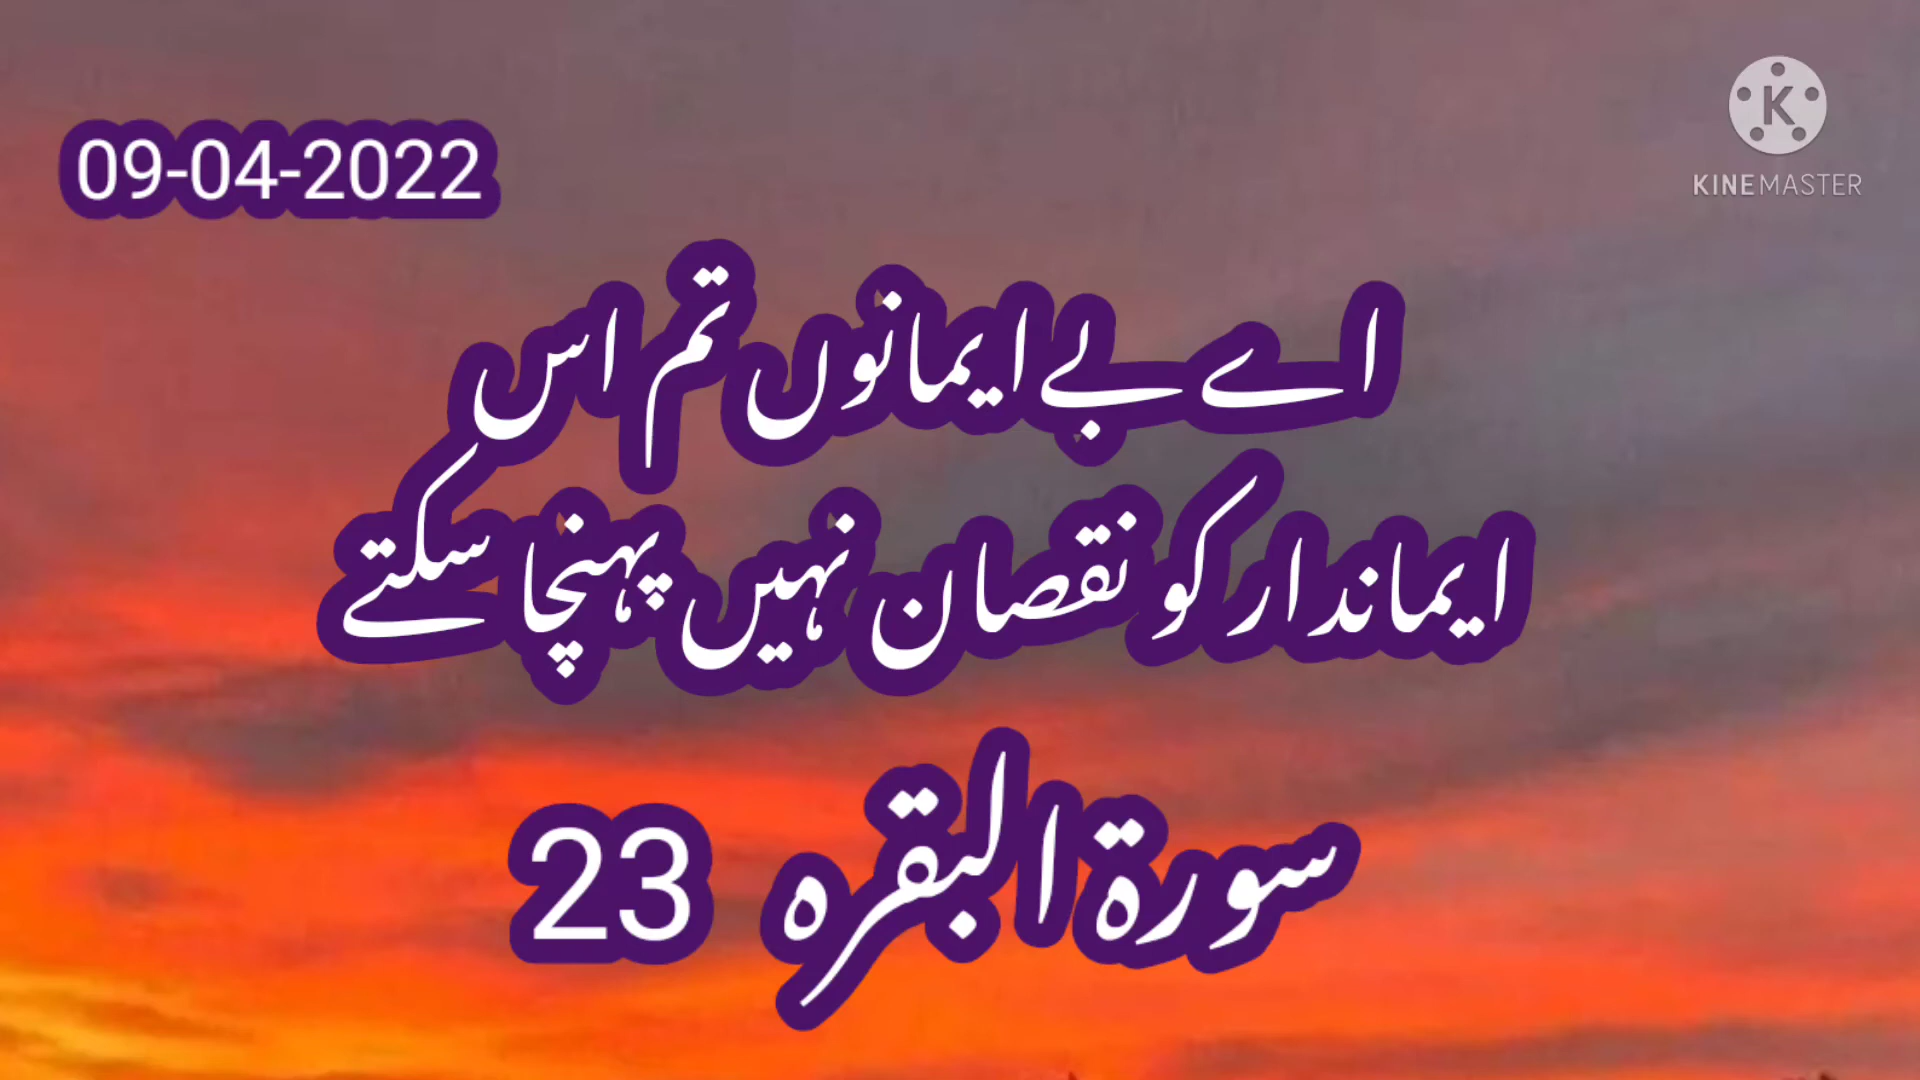 09-04-2022
KINEMASTER
اے بے ایمانوں تم اس
ایماندار کو نقصان نہیں پہنچا سکتے
سورۃ البقرہ 23